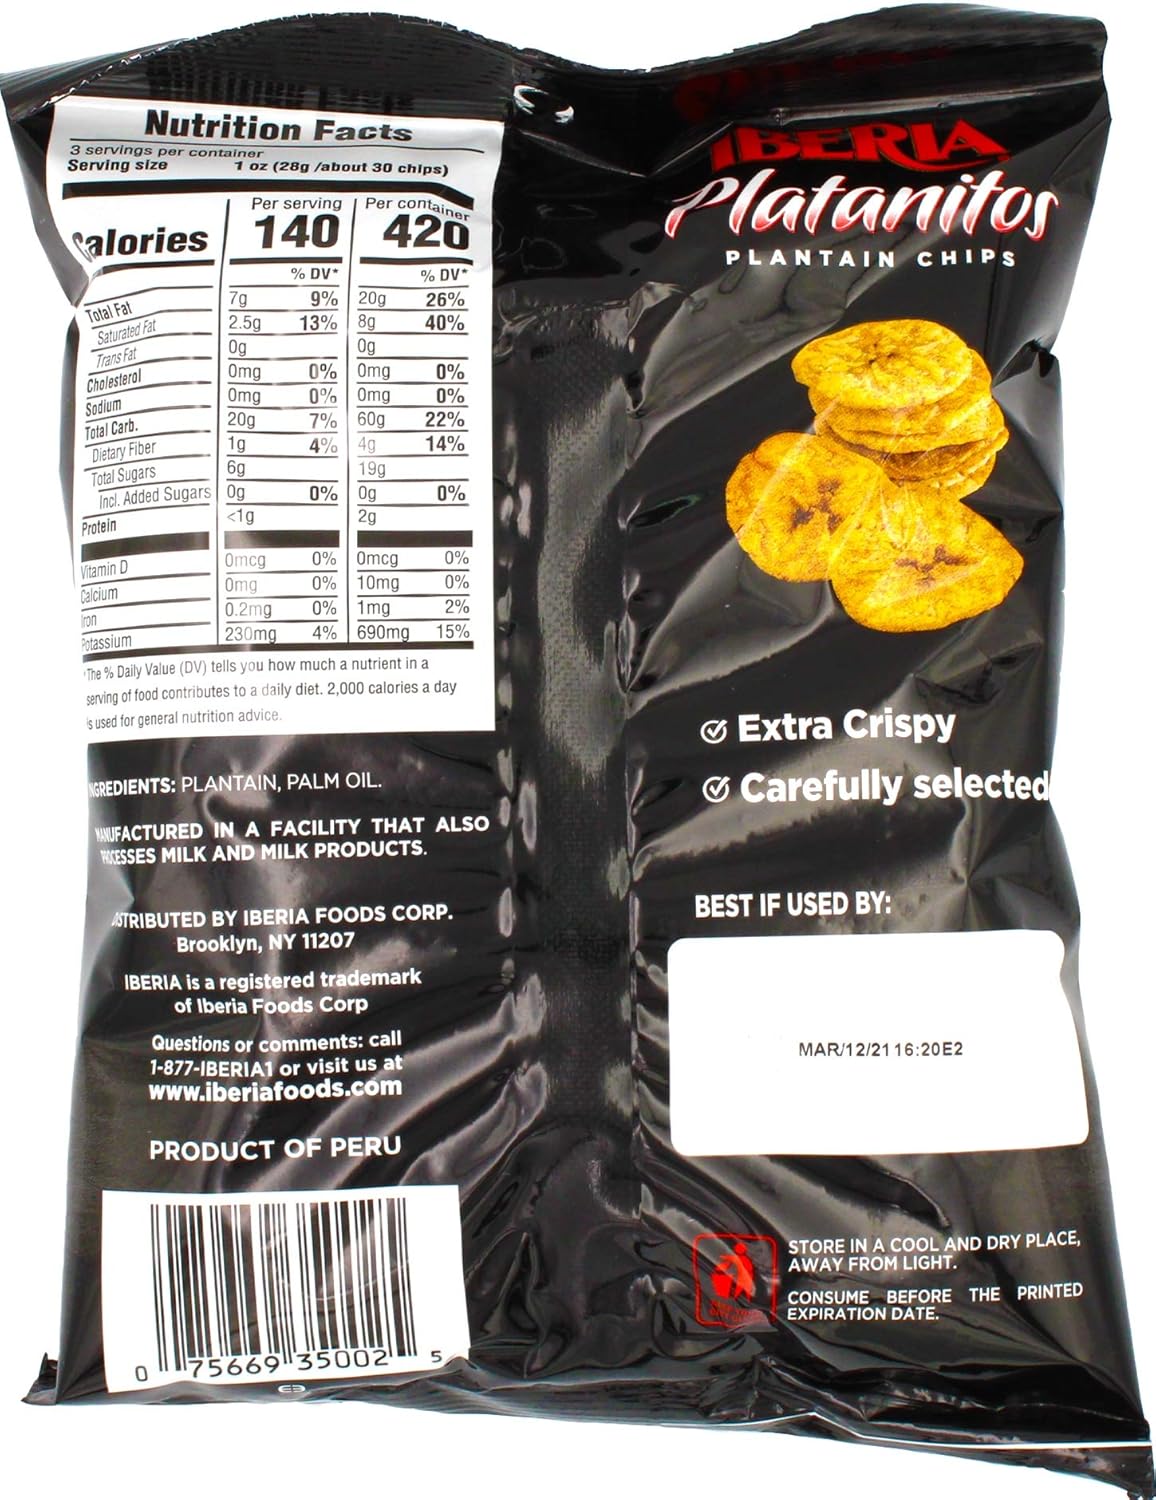 Nutrition Facts
3 servings per container
Serving size 1 oz (28g /about 30 chips)
Per serving Per container
Calories 140 420
% DV* % DV*
Total Fat 7g 9% 20g 26%
Saturated Fat 2.5g 13% 8g 40%
Trans Fat 0g 0g
Cholesterol 0mg 0% 0mg 0%
Sodium 0mg 0% 0mg 0%
Total Carb. 20g 7% 60g 22%
Dietary Fiber 1g 4% 4g 14%
Total Sugars 6g 19g
Incl. Added Sugars 0g 0% 0g 0%
Protein <1g 2g
Vitamin D 0mcg 0% 0mcg 0%
Calcium 0mg 0% 10mg 0%
Iron 0.2mg 0% 1mg 2%
Potassium 230mg 4% 690mg 15%
*The % Daily Value (DV) tells you how much a nutrient in a
serving of food contributes to a daily diet. 2,000 calories a day
is used for general nutrition advice.
INGREDIENTS: PLANTAIN, PALM OIL.
MANUFACTURED IN A FACILITY THAT ALSO
PROCESSES MILK AND MILK PRODUCTS.
DISTRIBUTED BY IBERIA FOODS CORP.
Brooklyn, NY 11207
IBERIA is a registered trademark
of Iberia Foods Corp
Questions or comments: call
1-877-IBERIA1 or visit us at
www.iberiafoods.com
PRODUCT OF PERU
0 75669 35002 5
IBERIA
Platanitos
PLANTAIN CHIPS
Extra Crispy
Carefully selected
BEST IF USED BY:
MAR/12/21 16:20E2
STORE IN A COOL AND DRY PLACE,
AWAY FROM LIGHT.
CONSUME BEFORE THE PRINTED
EXPIRATION DATE.